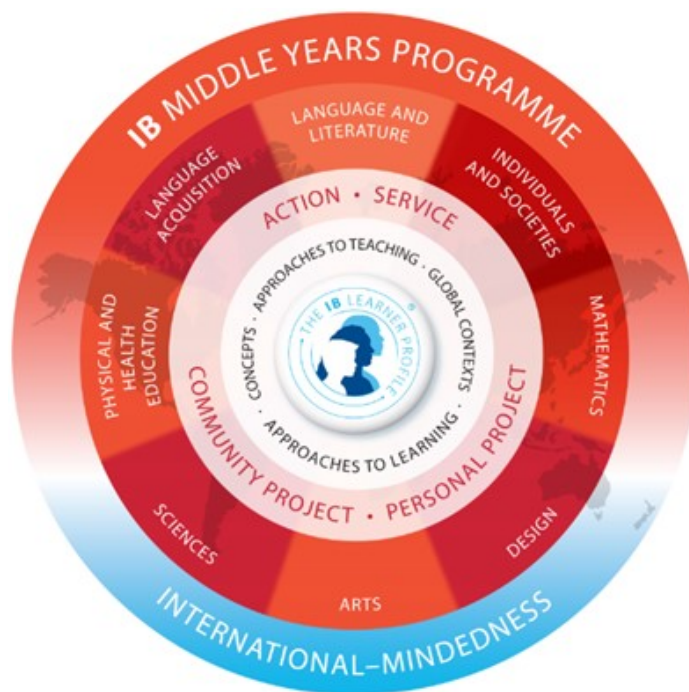 IB MIDDLE YEARS PROGRAMME
LANGUAGE AND
LITERATURE
INDIVIDUALS
AND SOCIETIES
MATHEMATICS
DESIGN
ARTS
SCIENCES
PHYSICAL AND
HEALTH
EDUCATION
LANGUAGE
ACQUISITION
ACTION · SERVICE
PERSONAL PROJECT
·
COMMUNITY PROJECT
APPROACHES TO TEACHING · GLOBAL CONTEXTS ·
APPROACHES TO LEARNING ·
CONCEPTS ·
THE IB LEARNER PROFILE
®
INTERNATIONAL–MINDEDNESS